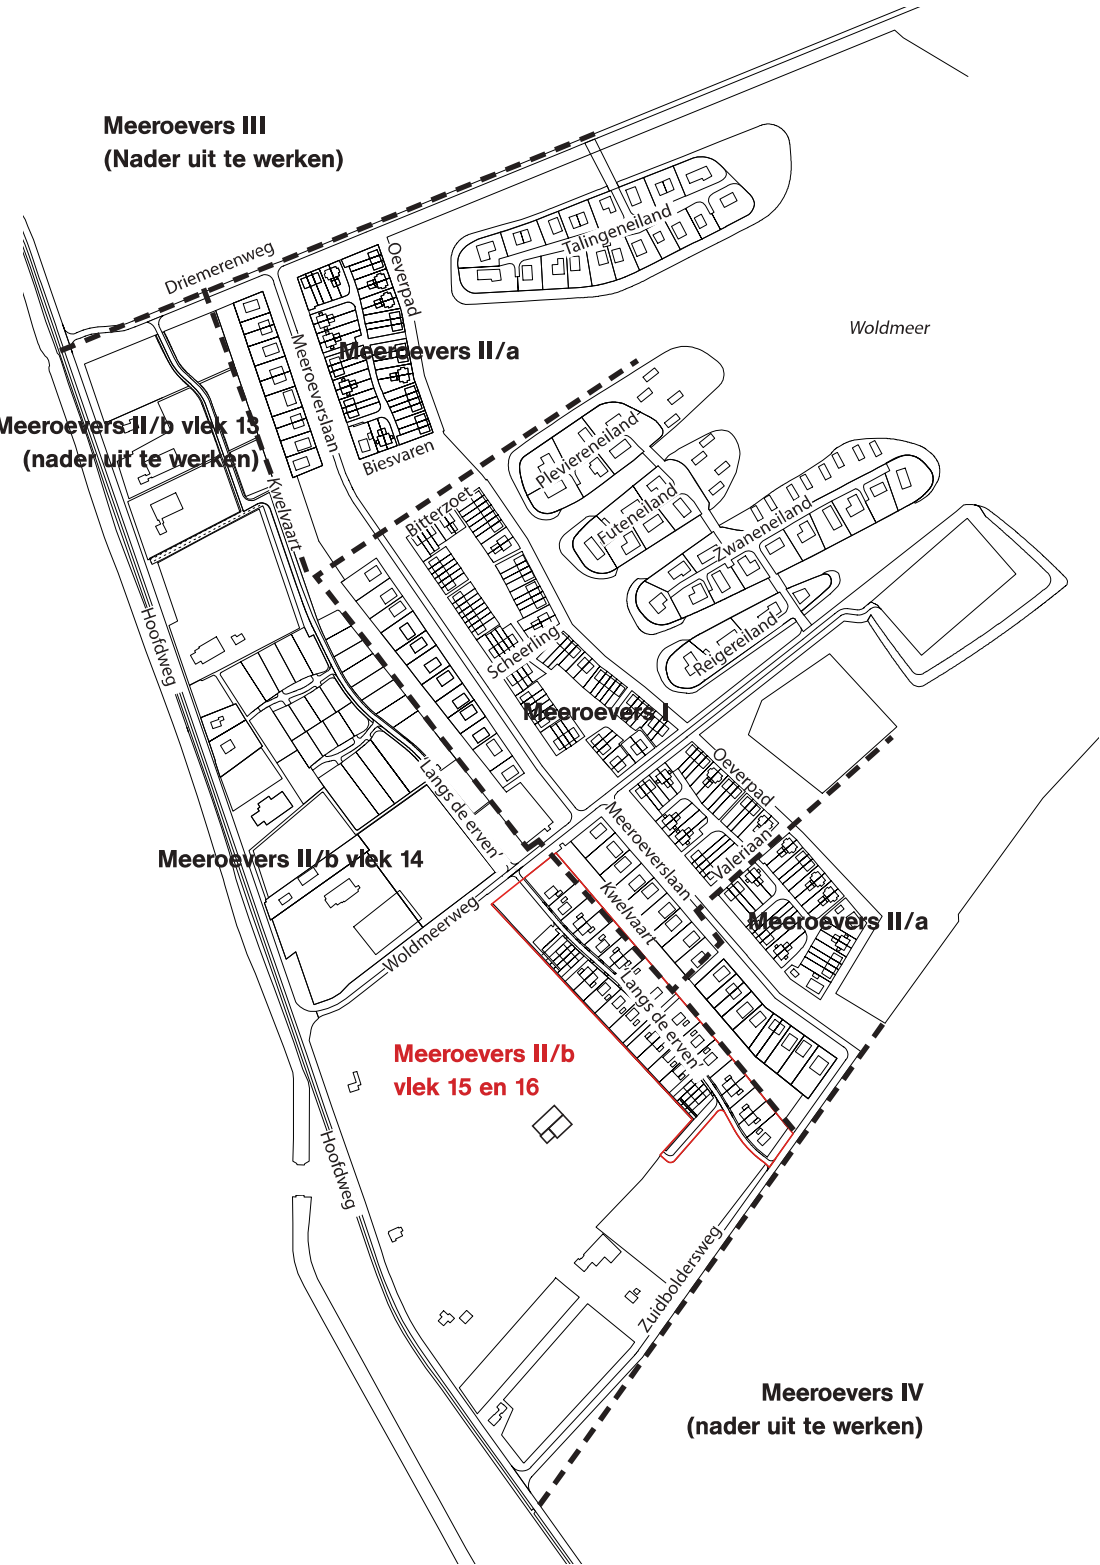 Meeroevers III
(Nader uit te werken)
Driemerenweg
Oeverpad
Talingeneiland
Woldmeer
Meeroevers II/a
Meeroeverslaan
Meeroevers II/b vlek 13
(nader uit te werken)
Biesvaren
Kwelvaart
Pleviereneiland
Bitterzoet
Futeneiland
Zwaneneiland
Hoofdweg
Scheerling
Reigereiland
Meeroevers I
'Langs de erven'
Oeverpad
Meeroeverslaan
Valeriaan
Meeroevers II/b vlek 14
Kwelvaart
Meeroevers II/a
Woldmeerweg
'Langs de erven'
Meeroevers II/b
vlek 15 en 16
Hoofdweg
Zuidboldersweg
Meeroevers IV
(nader uit te werken)